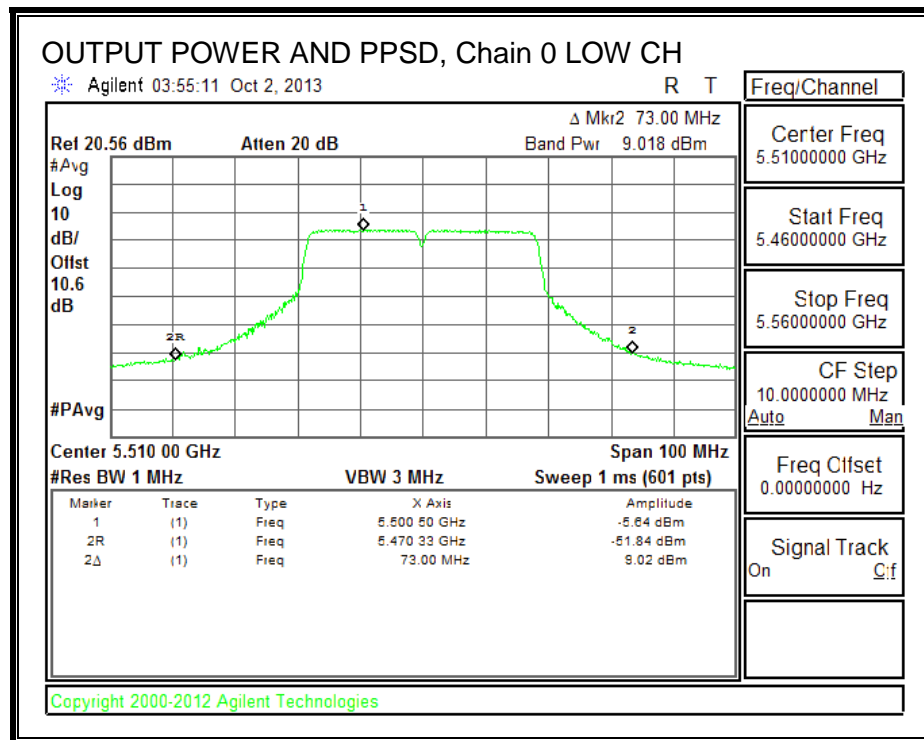 OUTPUT POWER AND PPSD, Chain 0 LOW CH
Agilent 03:55:11 Oct 2, 2013 R T
Δ Mkr2 73.00 MHz
Ref 20.56 dBm Atten 20 dB Band Pwr 9.018 dBm
#Avg
Log
10
dB/
Offst
10.6
dB
#PAvg
1
2R
2
Center 5.510 00 GHz Span 100 MHz
#Res BW 1 MHz VBW 3 MHz Sweep 1 ms (601 pts)
Marker Trace Type X Axis Amplitude
1 (1) Freq 5.500 50 GHz -5.64 dBm
2R (1) Freq 5.470 33 GHz -51.84 dBm
2Δ (1) Freq 73.00 MHz 9.02 dBm
Copyright 2000-2012 Agilent Technologies
Freq/Channel
Center Freq
5.51000000 GHz
Start Freq
5.46000000 GHz
Stop Freq
5.56000000 GHz
CF Step
10.0000000 MHz
Auto Man
Freq Offset
0.00000000 Hz
Signal Track
On Off